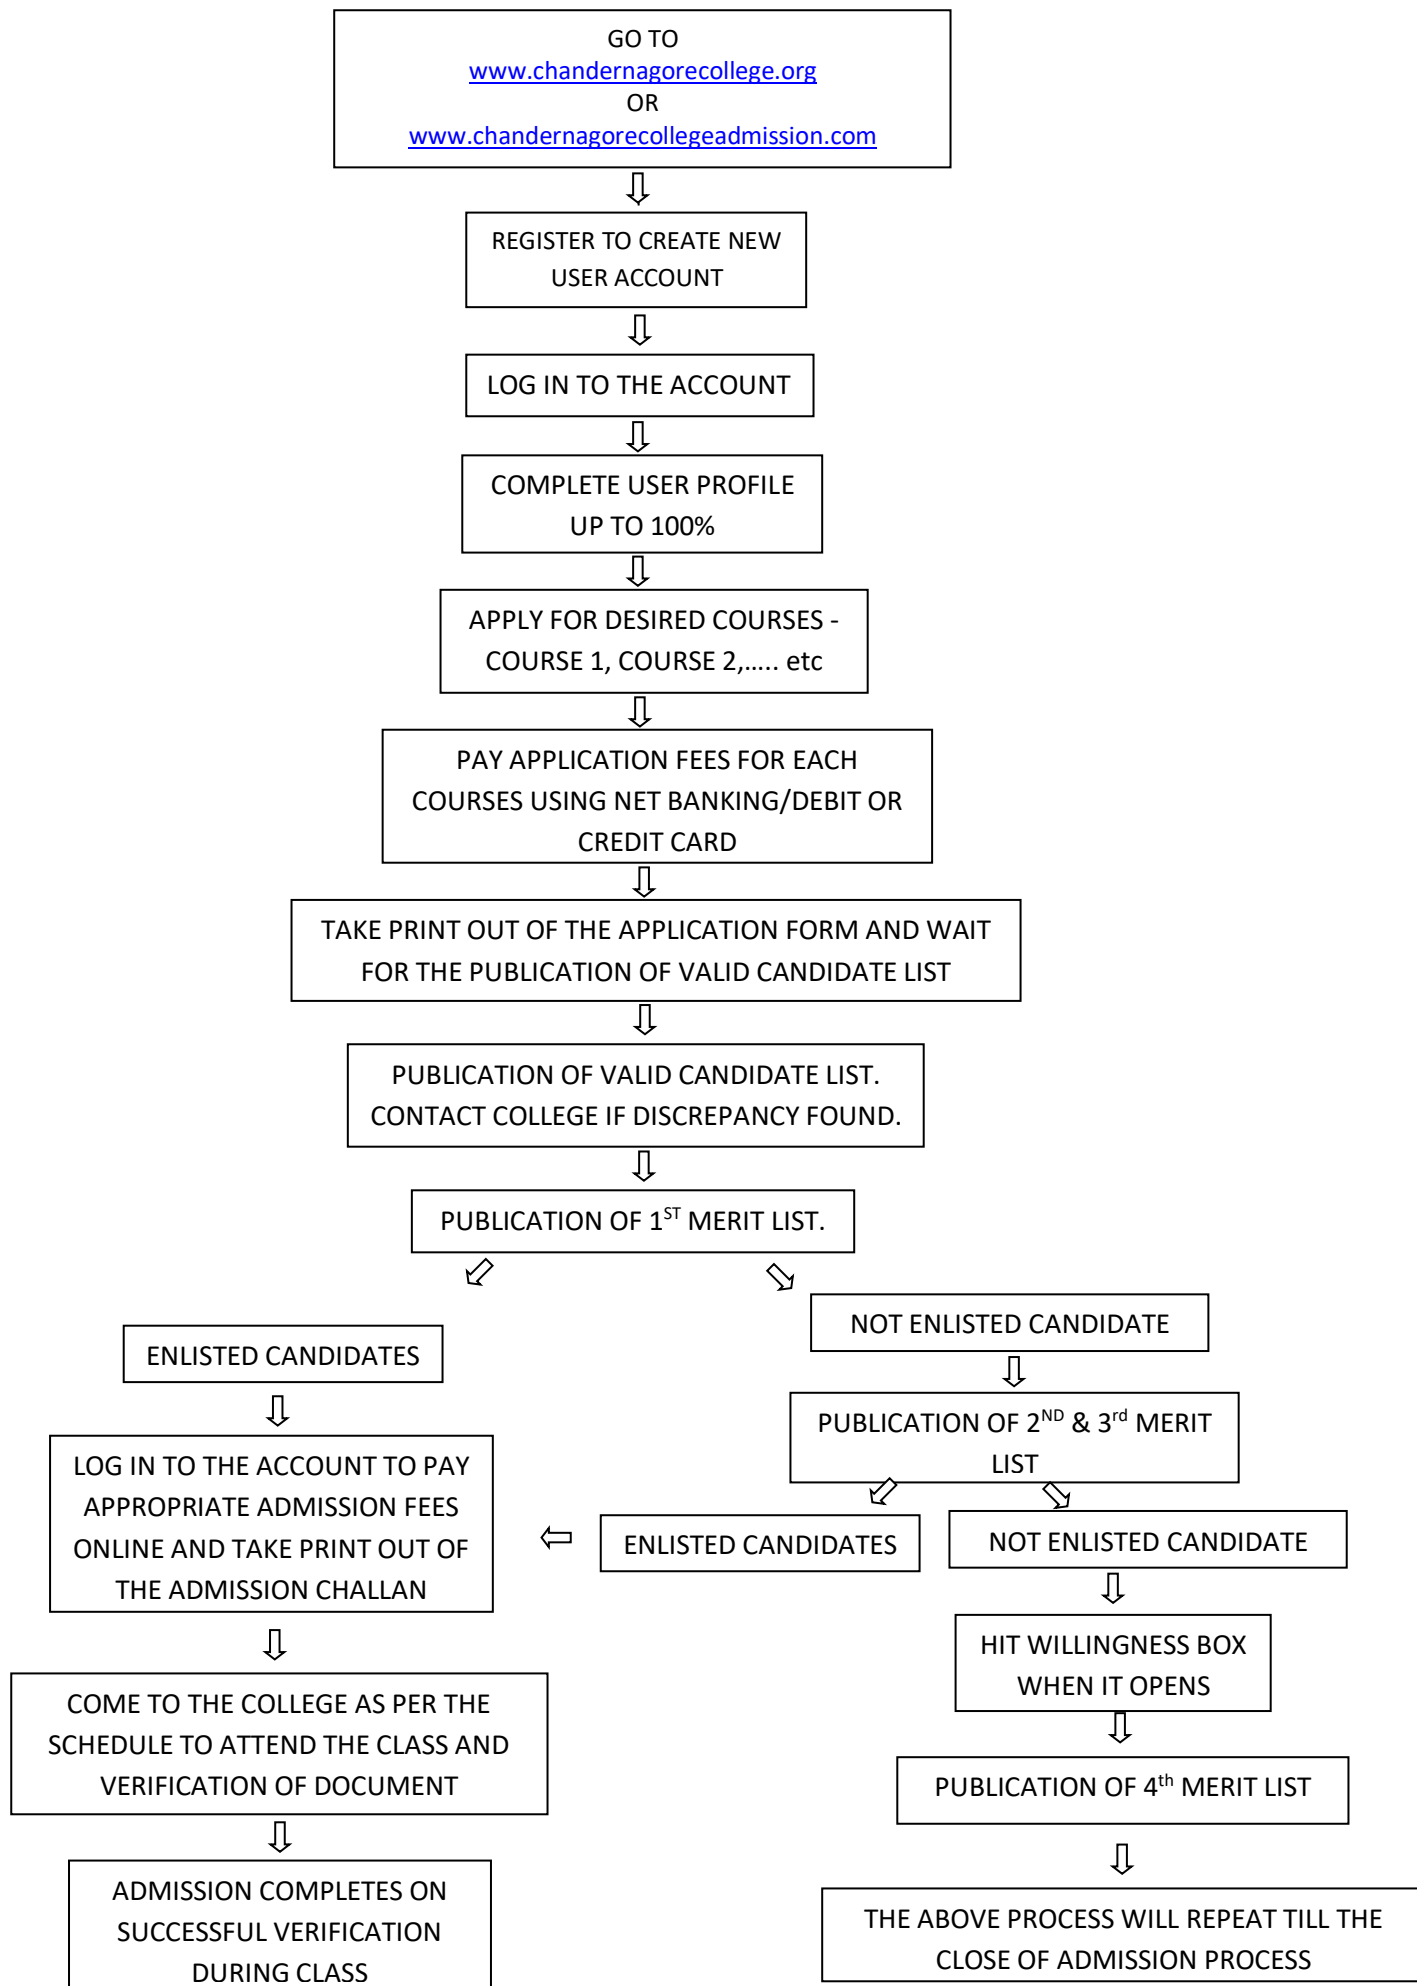 GO TO
www.chandernagorecollege.org
OR
www.chandernagorecollegeadmission.com
REGISTER TO CREATE NEW
USER ACCOUNT
LOG IN TO THE ACCOUNT
COMPLETE USER PROFILE
UP TO 100%
APPLY FOR DESIRED COURSES -
COURSE 1, COURSE 2,….. etc
PAY APPLICATION FEES FOR EACH
COURSES USING NET BANKING/DEBIT OR
CREDIT CARD
TAKE PRINT OUT OF THE APPLICATION FORM AND WAIT
FOR THE PUBLICATION OF VALID CANDIDATE LIST
PUBLICATION OF VALID CANDIDATE LIST.
CONTACT COLLEGE IF DISCREPANCY FOUND.
PUBLICATION OF 1ST MERIT LIST.
ENLISTED CANDIDATES
LOG IN TO THE ACCOUNT TO PAY
APPROPRIATE ADMISSION FEES
ONLINE AND TAKE PRINT OUT OF
THE ADMISSION CHALLAN
COME TO THE COLLEGE AS PER THE
SCHEDULE TO ATTEND THE CLASS AND
VERIFICATION OF DOCUMENT
ADMISSION COMPLETES ON
SUCCESSFUL VERIFICATION
DURING CLASS
NOT ENLISTED CANDIDATE
PUBLICATION OF 2ND & 3rd MERIT
LIST
ENLISTED CANDIDATES
NOT ENLISTED CANDIDATE
HIT WILLINGNESS BOX
WHEN IT OPENS
PUBLICATION OF 4th MERIT LIST
THE ABOVE PROCESS WILL REPEAT TILL THE
CLOSE OF ADMISSION PROCESS